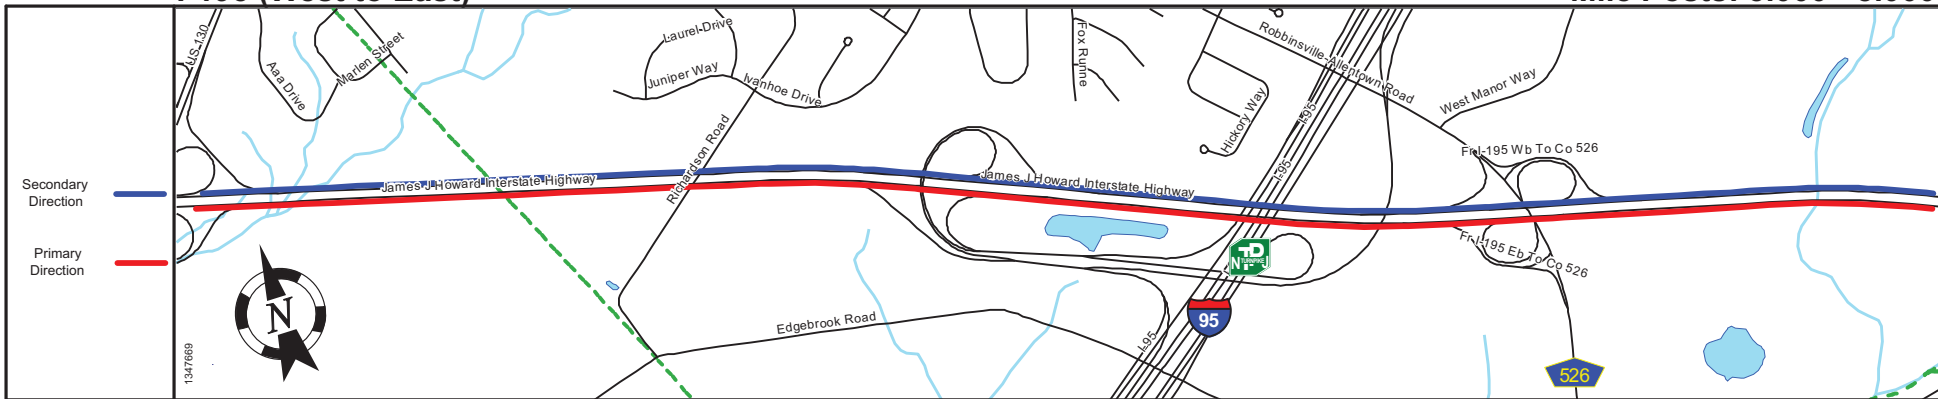 Secondary
Direction
Primary
Direction
US 130
Aaa Drive
Marlen Street
Laurel Drive
Juniper Way
Ivanhoe Drive
Richardson Road
Fox Runne
Hickory Way
Robbinsville-Allentown Road
West Manor Way
I-95
I-95
I-95
Fr I-195 Wb To Co 526
Fr I-195 Eb To Co 526
James J Howard Interstate Highway
James J Howard Interstate Highway
Edgebrook Road
N
1347669
TP
N TURNPIKE J
95
526